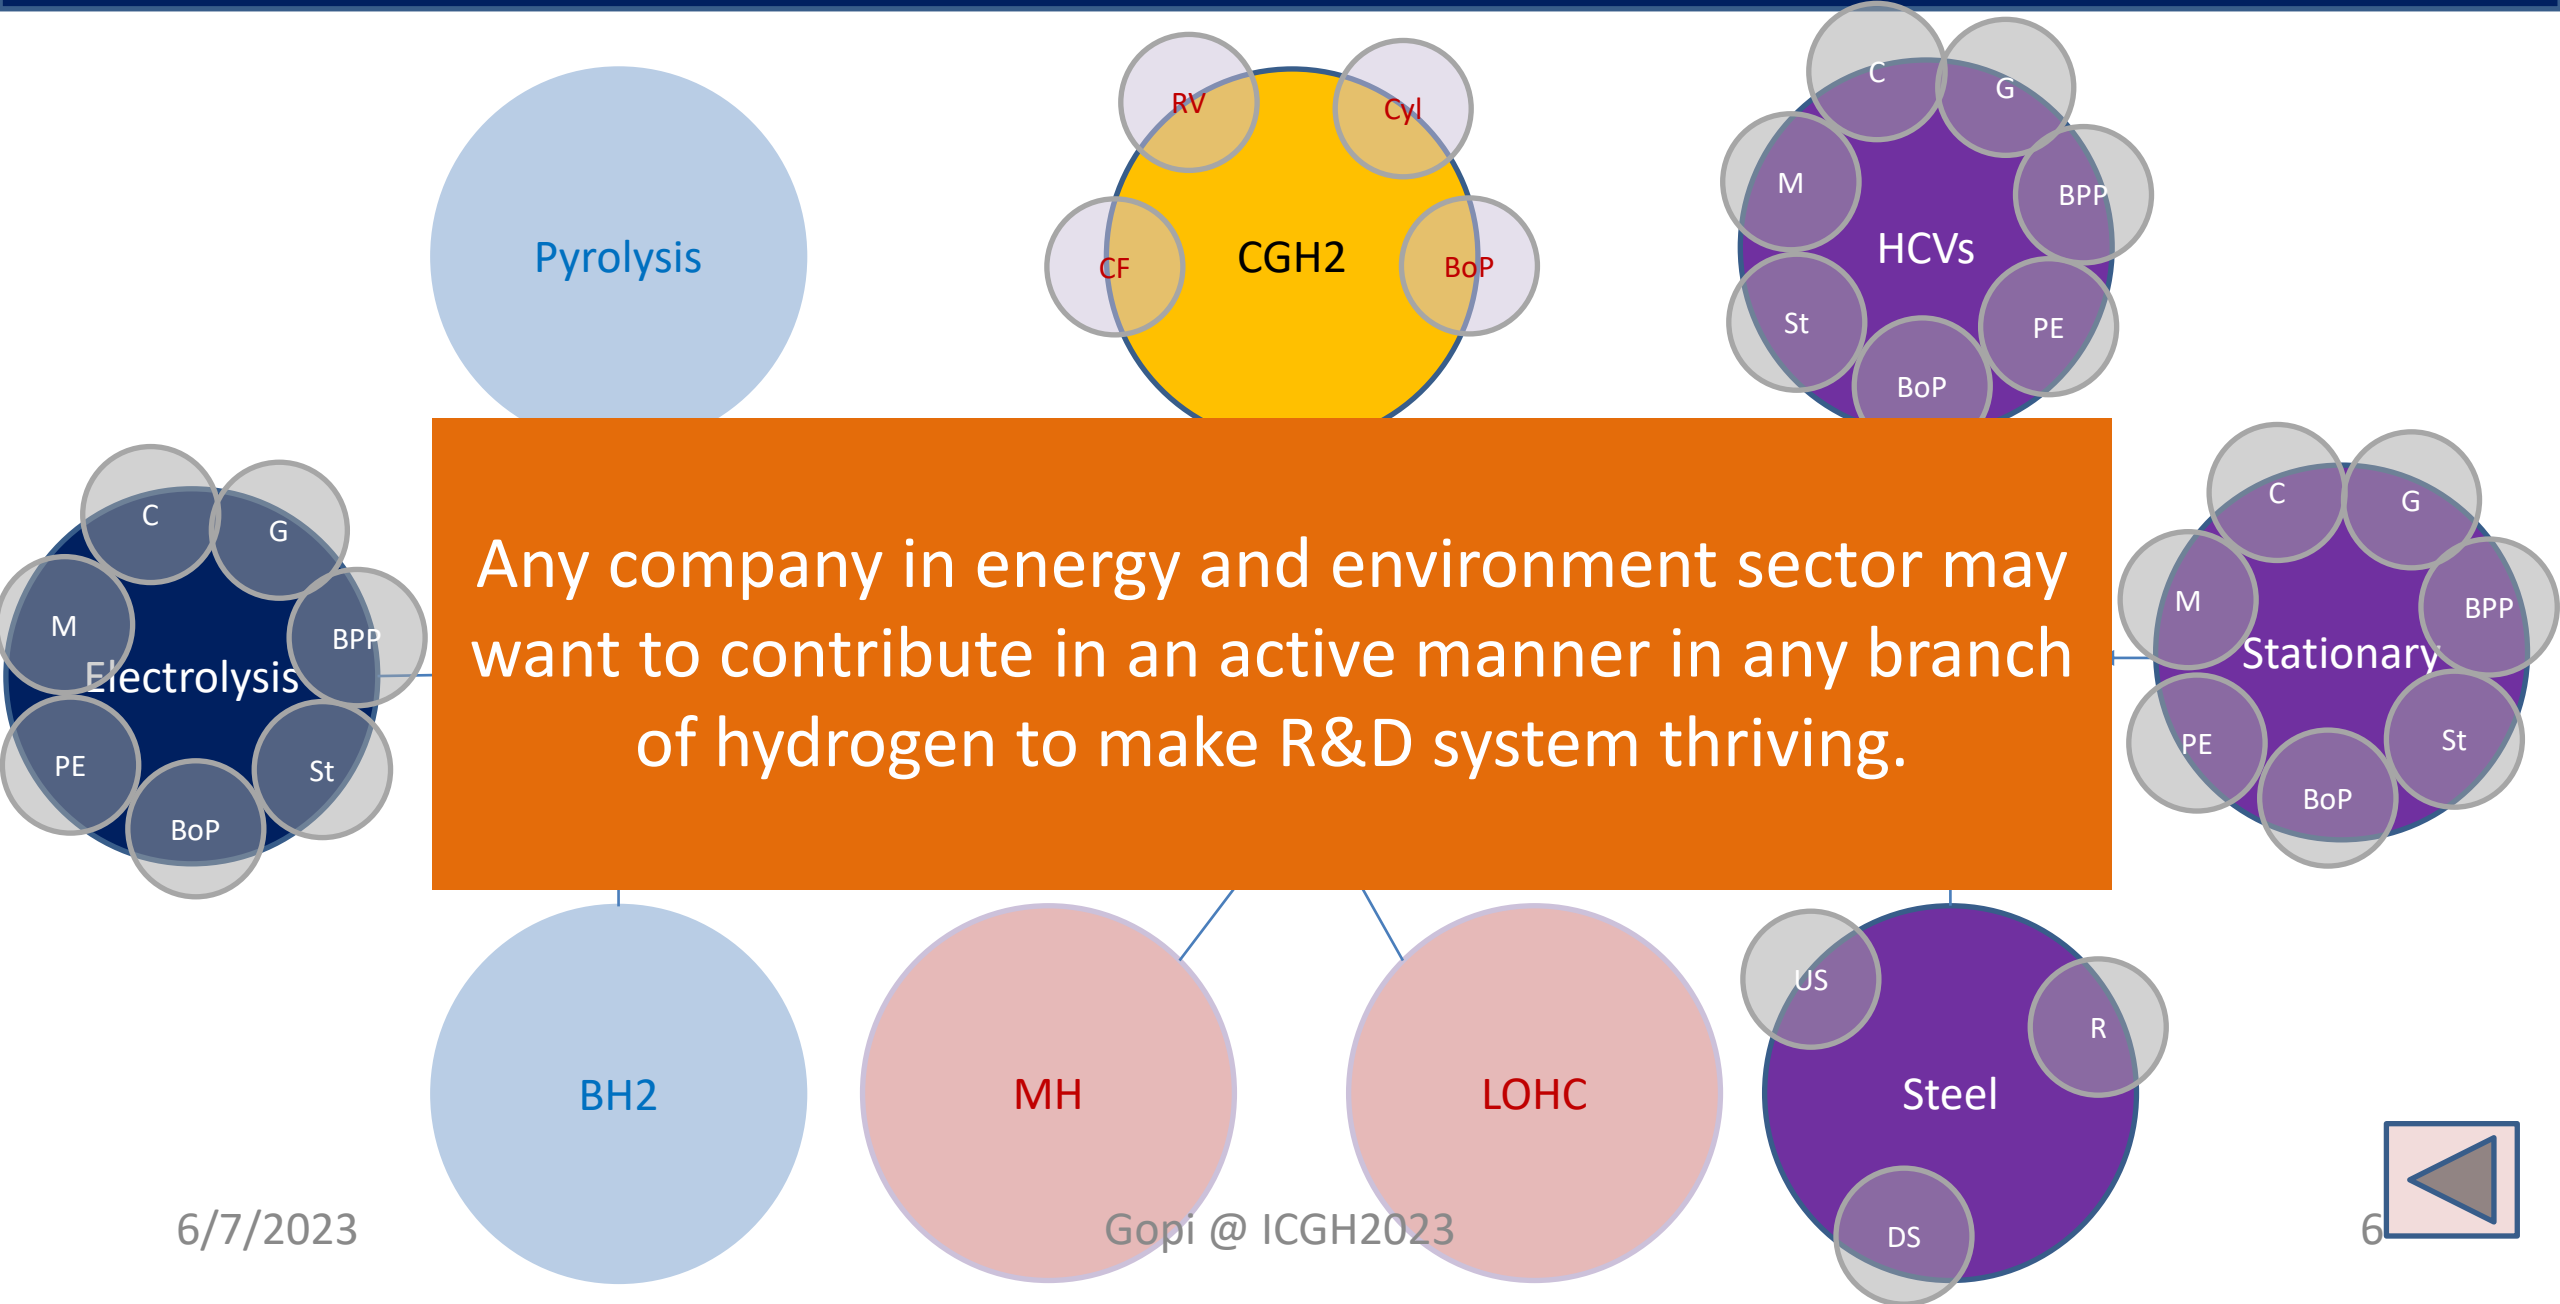 Pyrolysis
RV
Cyl
CF
CGH2
BoP
C
G
M
BPP
HCVs
St
PE
BoP
C
G
M
BPP
Electrolysis
PE
St
BoP
Any company in energy and environment sector may
want to contribute in an active manner in any branch
of hydrogen to make R&D system thriving.
C
G
M
BPP
Stationary
PE
St
BoP
BH2
MH
LOHC
US
R
Steel
DS
6/7/2023
Gopi @ ICGH2023
6